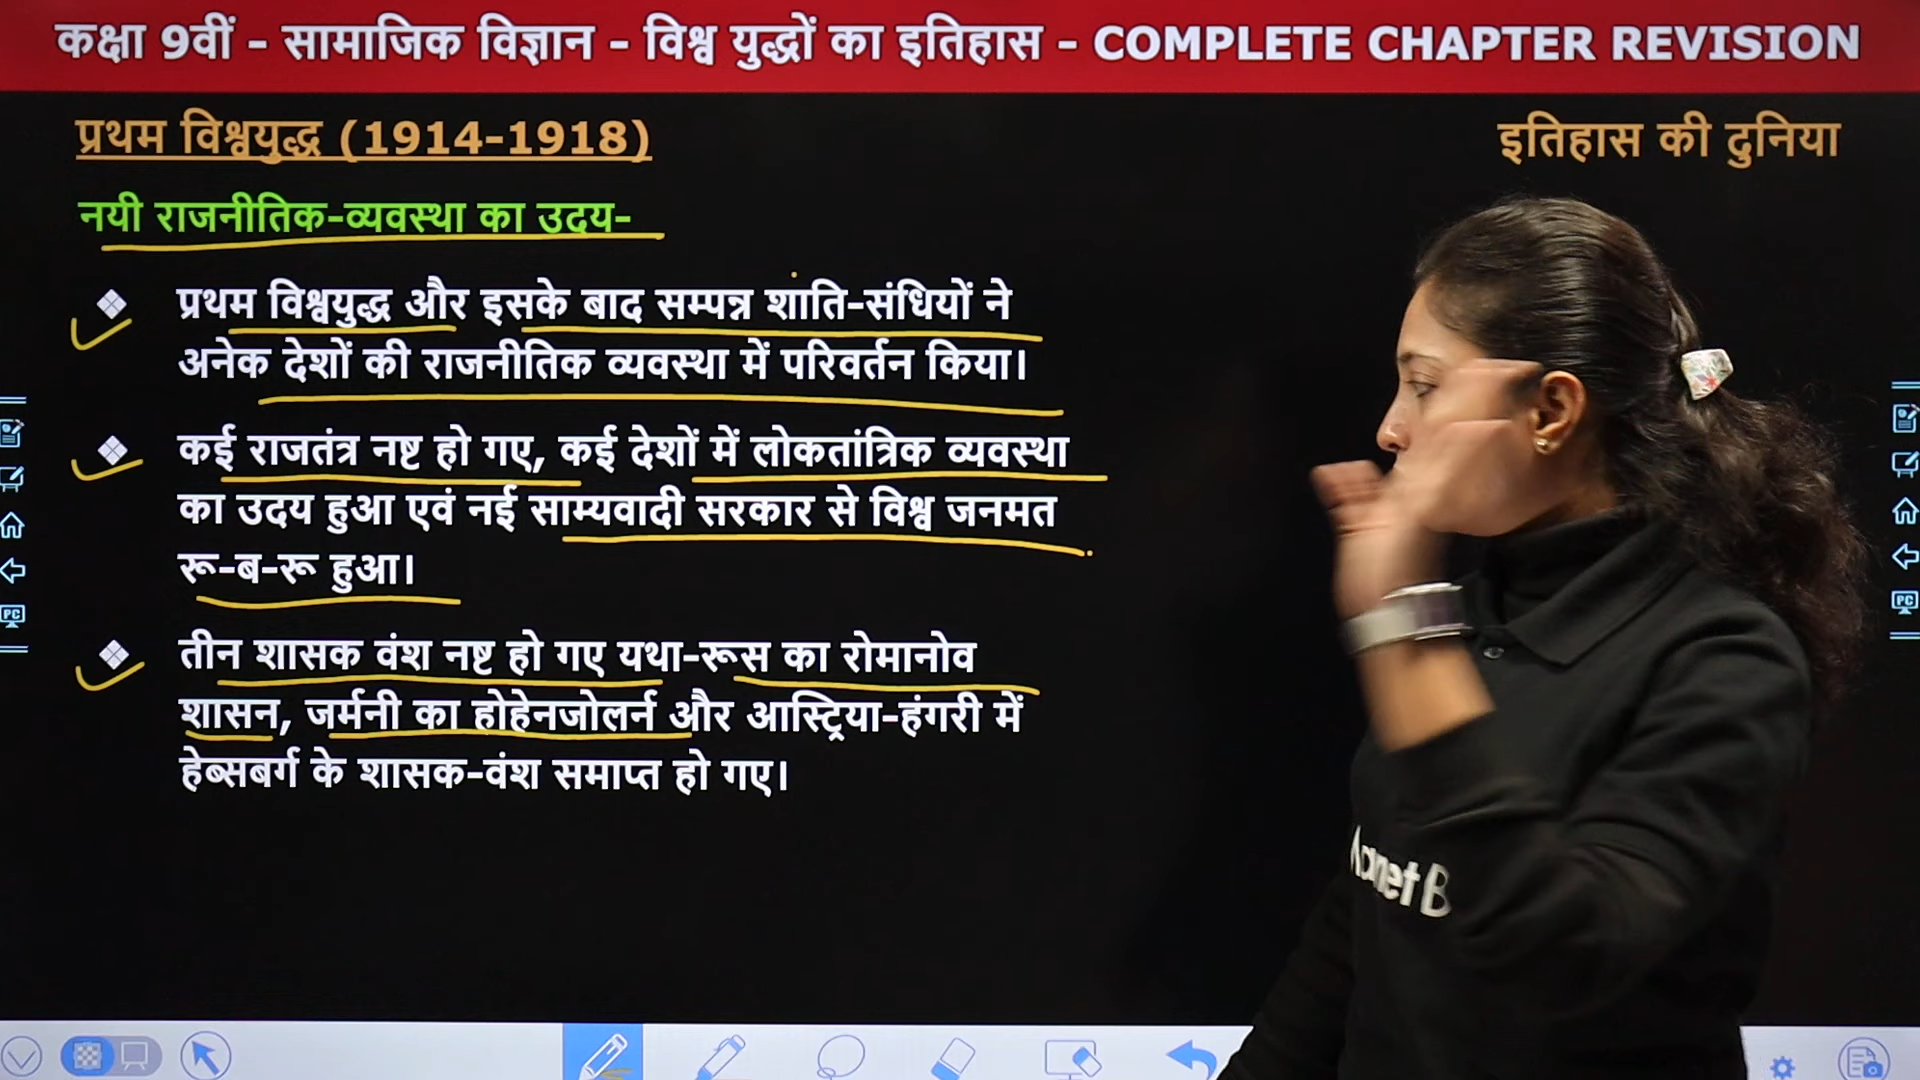 कक्षा 9वीं - सामाजिक विज्ञान - विश्व युद्धों का इतिहास - COMPLETE CHAPTER REVISION
प्रथम विश्वयुद्ध (1914-1918)
इतिहास की दुनिया
नयी राजनीतिक-व्यवस्था का उदय-
❖ प्रथम विश्वयुद्ध और इसके बाद सम्पन्न शाति-संधियों ने
अनेक देशों की राजनीतिक व्यवस्था में परिवर्तन किया।
❖ कई राजतंत्र नष्ट हो गए, कई देशों में लोकतांत्रिक व्यवस्था
का उदय हुआ एवं नई साम्यवादी सरकार से विश्व जनमत
रू-ब-रू हुआ।
❖ तीन शासक वंश नष्ट हो गए यथा-रूस का रोमानोव
शासन, जर्मनी का होहेनजोलर्न और आस्ट्रिया-हंगरी में
हेब्सबर्ग के शासक-वंश समाप्त हो गए।
PC
PC